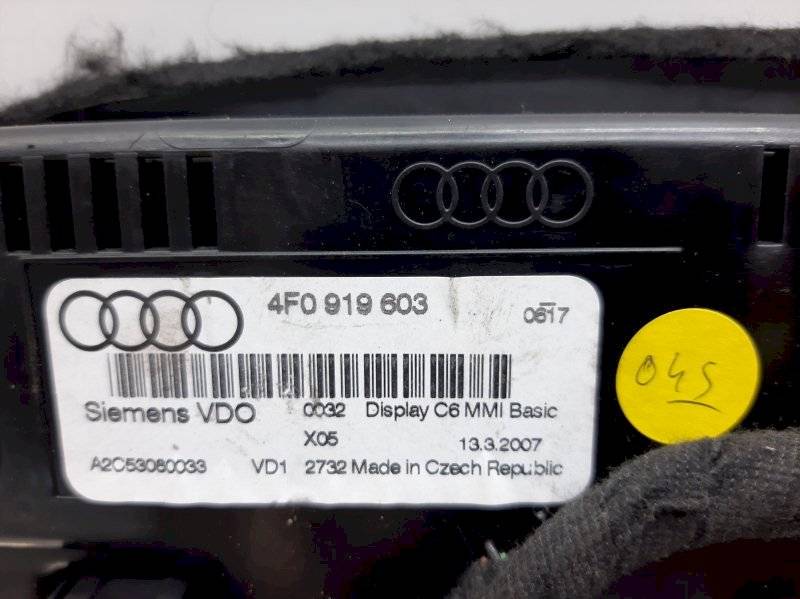 4F0 919 603
0617
Siemens VDO 0032 Display C6 MMI Basic
X05 13.3.2007
A2C53080033 VD1 2732 Made in Czech Republic
045